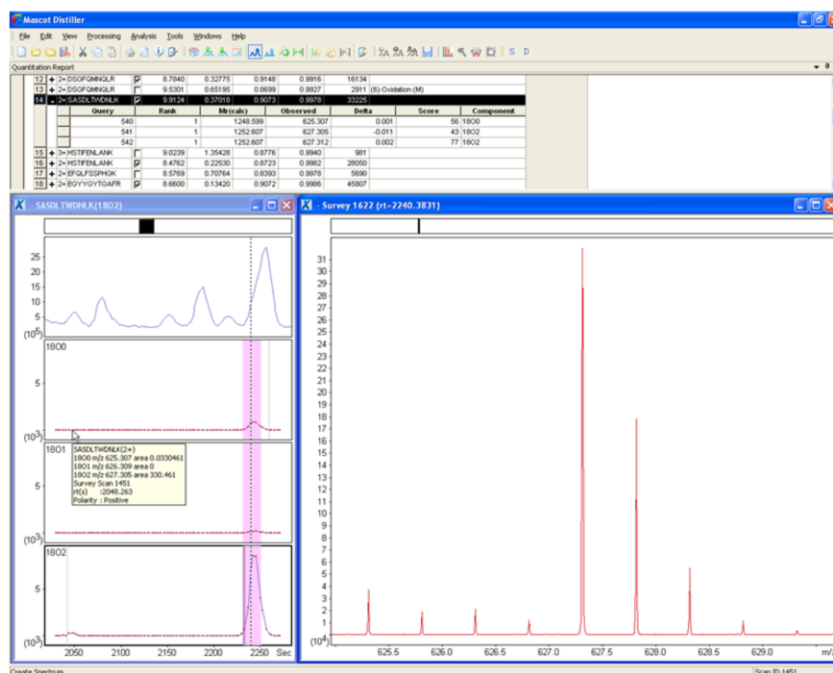 Mascot Distiller
File Edit View Processing Analysis Tools Windows Help
S D
Quantitation Report
12 + 2+ DSGFGMNQLR 8.7840 0.32775 0.9148 0.9916 16134
13 + 2+ DSGFGMNQLR 9.5301 0.65195 0.8699 0.9927 2911 (6) Oxidation (M)
14 - 2+ SASDLTWDNLK 9.9124 0.37018 0.9073 0.9978 33225
Query Rank Mr(calc) Observed Delta Score Component
540 1 1248.599 625.307 0.001 56 18O0
541 1 1252.607 627.305 -0.011 43 18O2
542 1 1252.607 627.312 0.002 77 18O2
15 + 3+ HSTIFENLANK 9.0239 1.35428 0.8776 0.9940 981
16 + 2+ HSTIFENLANK 8.4762 0.22530 0.8723 0.9982 28050
17 + 2+ EFQLFSSPHGK 8.5769 0.70764 0.8393 0.9978 5690
18 + 2+ EGYYGYTGAFR 8.6600 0.13420 0.9072 0.9986 45807
- SASDLTWDNLK(18O2)
25
20
15
10
5
(10⁵)
18O0
5
(10³)
18O1
SASDLTWDNLK(2+)
18O0 m/z 625.307 area 0.0330461
18O1 m/z 626.309 area 0
18O2 m/z 627.305 area 330.461
Survey Scan 1451
rt(s) :2048.263
Polarity : Positive
5
(10³)
18O2
5
(10³)
2050 2100 2150 2200 2250 Sec
- Survey 1622 (rt=2240.3831)
31
30
29
28
27
26
25
24
23
22
21
20
19
18
17
16
15
14
13
12
11
10
9
8
7
6
5
4
3
2
1
(10⁴)
625.5 626.0 626.5 627.0 627.5 628.0 628.5 629.0 m/z
Create Spectrum
Scan ID 1451